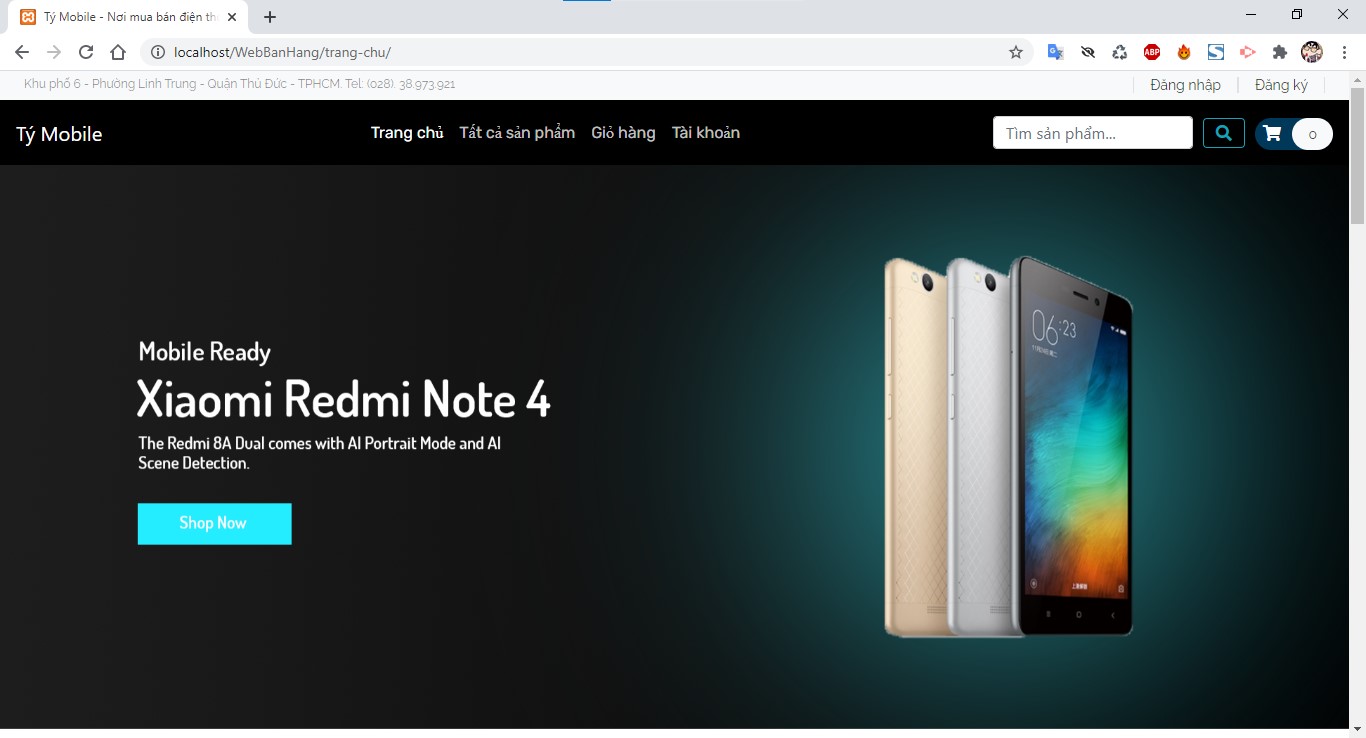 Tý Mobile - Nơi mua bán điện th
localhost/WebBanHang/trang-chu/
ABP
Khu phố 6 - Phường Linh Trung - Quận Thủ Đức - TPHCM. Tel: (028). 38.973.921
Đăng nhập
Đăng ký
Tý Mobile
Trang chủ
Tất cả sản phẩm
Giỏ hàng
Tài khoản
Tìm sản phẩm...
0
Mobile Ready
Xiaomi Redmi Note 4
The Redmi 8A Dual comes with AI Portrait Mode and AI
Scene Detection.
Shop Now
06:23